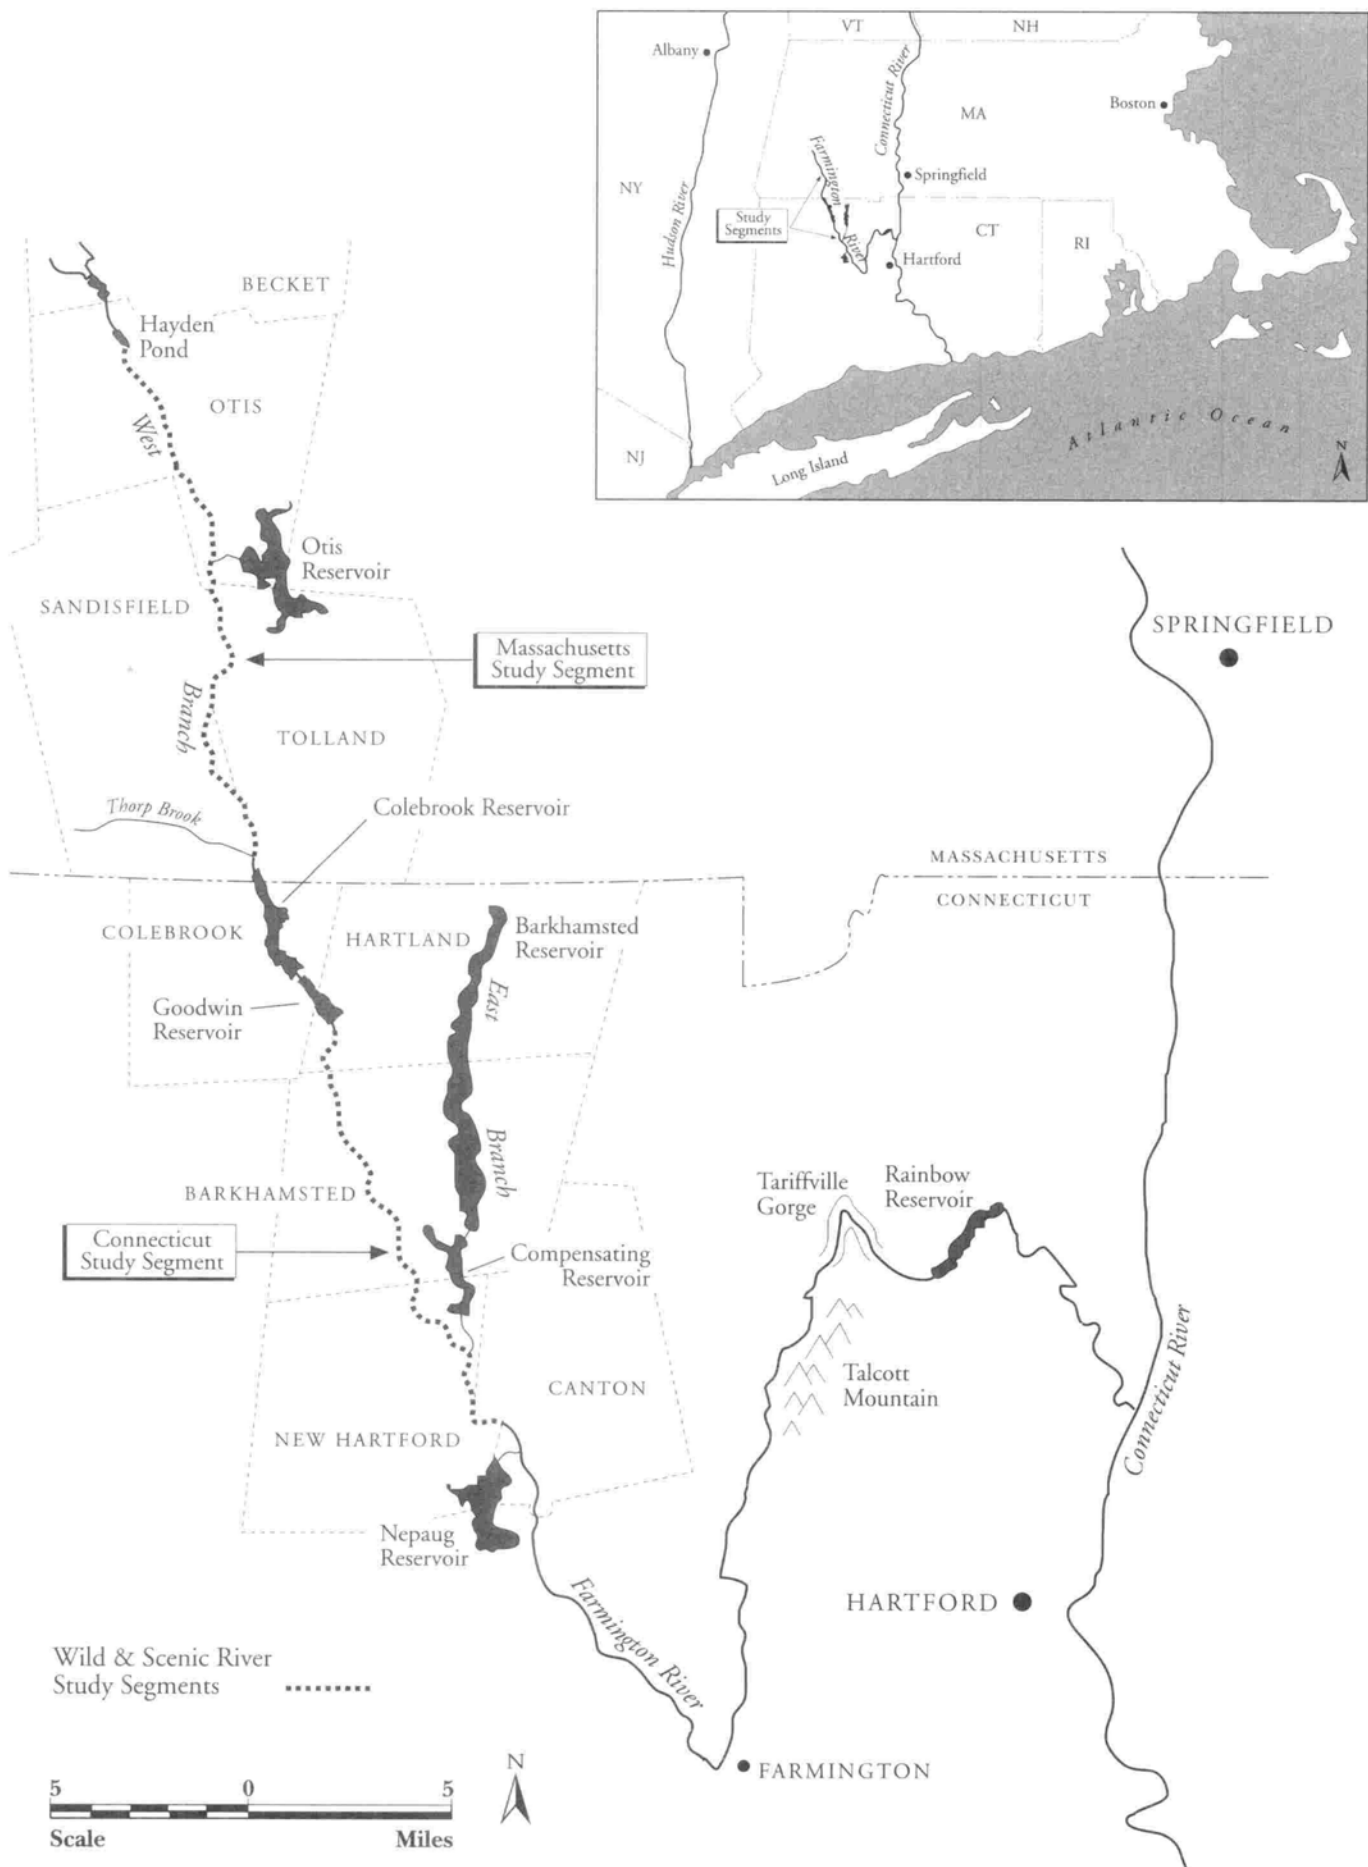 VT
NH
Albany
Connecticut River
Boston
MA
Farmington
Springfield
NY
Hudson River
Study
Segments
River
CT
RI
Hartford
Atlantic Ocean
N
NJ
Long Island
BECKET
Hayden
Pond
OTIS
West
Otis
Reservoir
SANDISFIELD
SPRINGFIELD
Massachusetts
Study Segment
Branch
TOLLAND
Thorp Brook
Colebrook Reservoir
MASSACHUSETTS
CONNECTICUT
COLEBROOK
HARTLAND
Barkhamsted
Reservoir
East
Goodwin
Reservoir
Branch
BARKHAMSTED
Tariffville
Gorge
Rainbow
Reservoir
Connecticut
Study Segment
Compensating
Reservoir
Talcott
Mountain
Connecticut River
CANTON
NEW HARTFORD
Nepaug
Reservoir
Farmington River
HARTFORD
Wild & Scenic River
Study Segments
N
FARMINGTON
5 0 5
Scale Miles